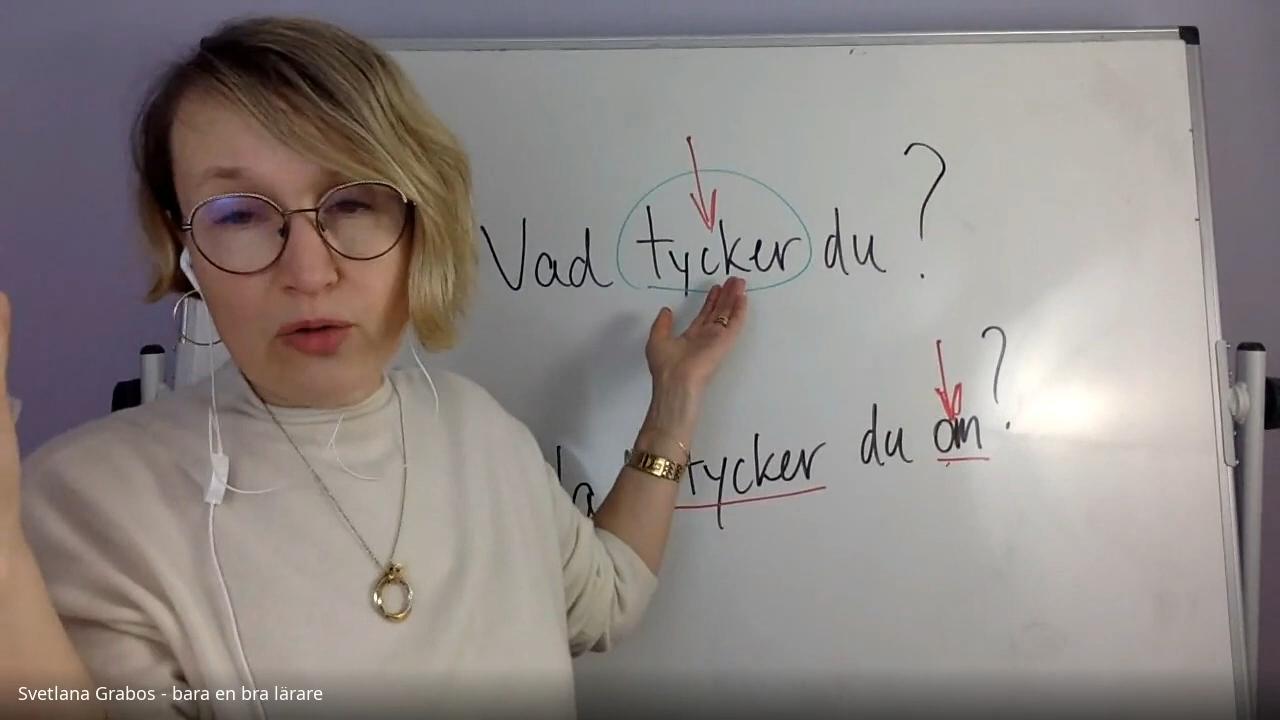 Vad tycker du?
tycker du om?
Svetlana Grabos - bara en bra lärare